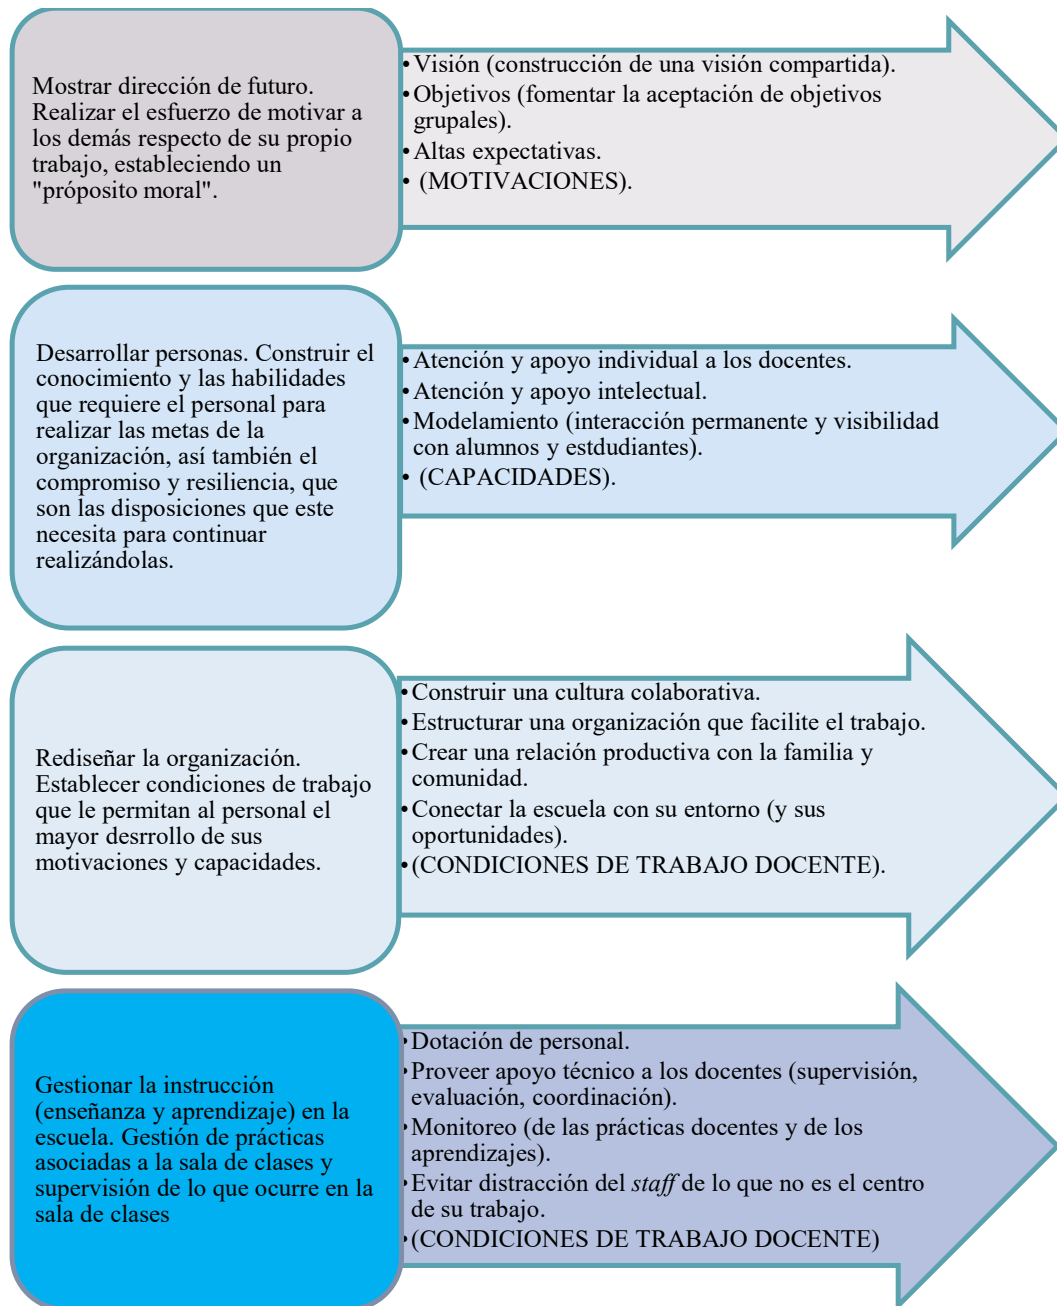 Mostrar dirección de futuro.
Realizar el esfuerzo de motivar a
los demás respecto de su propio
trabajo, estableciendo un
"próposito moral".
•Visión (construcción de una visión compartida).
•Objetivos (fomentar la aceptación de objetivos
grupales).
•Altas expectativas.
• (MOTIVACIONES).
Desarrollar personas. Construir el
conocimiento y las habilidades
que requiere el personal para
realizar las metas de la
organización, así también el
compromiso y resiliencia, que
son las disposiciones que este
necesita para continuar
realizándolas.
•Atención y apoyo individual a los docentes.
•Atención y apoyo intelectual.
•Modelamiento (interacción permanente y visibilidad
con alumnos y estdudiantes).
• (CAPACIDADES).
Rediseñar la organización.
Establecer condiciones de trabajo
que le permitan al personal el
mayor desrrollo de sus
motivaciones y capacidades.
•Construir una cultura colaborativa.
•Estructurar una organización que facilite el trabajo.
•Crear una relación productiva con la familia y
comunidad.
•Conectar la escuela con su entorno (y sus
oportunidades).
•(CONDICIONES DE TRABAJO DOCENTE).
Gestionar la instrucción
(enseñanza y aprendizaje) en la
escuela. Gestión de prácticas
asociadas a la sala de clases y
supervisión de lo que ocurre en la
sala de clases
•Dotación de personal.
•Proveer apoyo técnico a los docentes (supervisión,
evaluación, coordinación).
•Monitoreo (de las prácticas docentes y de los
aprendizajes).
•Evitar distracción del staff de lo que no es el centro
de su trabajo.
•(CONDICIONES DE TRABAJO DOCENTE)